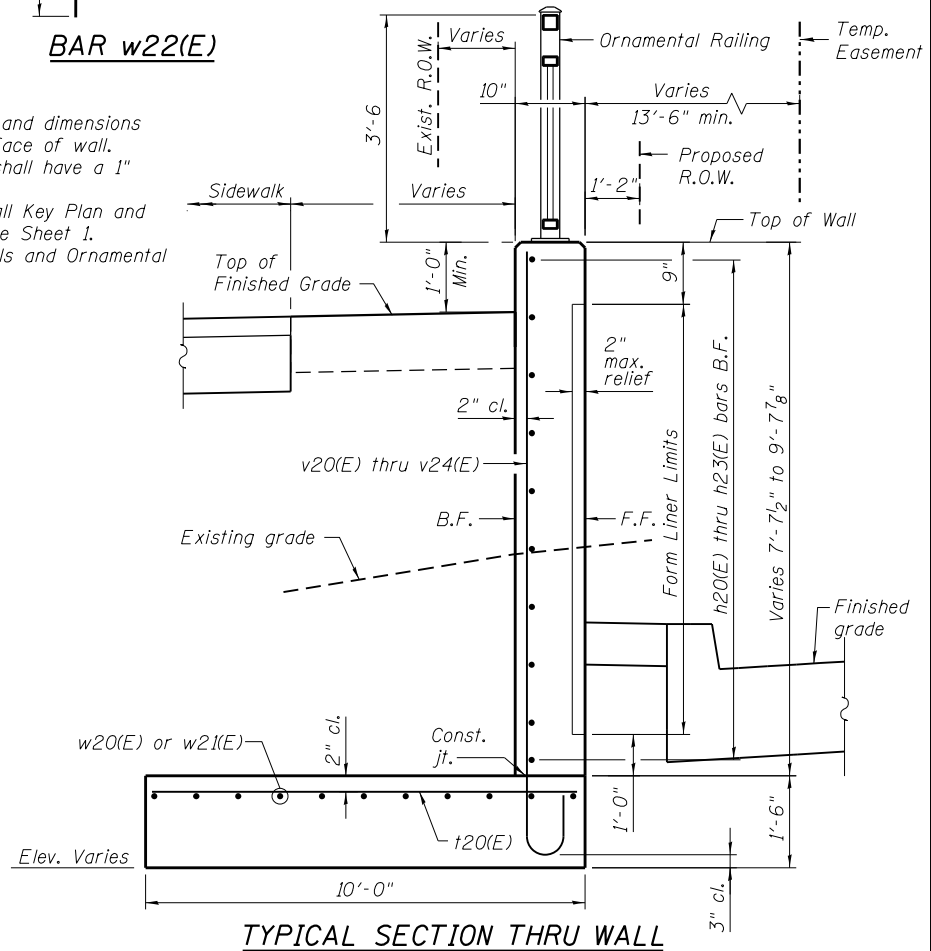 BAR w22(E)
and dimensions
face of wall.
shall have a 1"
all Key Plan and
e Sheet 1.
ls and Ornamental
3'-6
Exist. R.O.W.
Varies
Ornamental Railing
Temp.
Easement
10"
Varies
13'-6" min.
Proposed
R.O.W.
1'-2"
Sidewalk
Varies
Top of Wall
Top of
Finished Grade
1'-0"
Min.
9"
2"
max.
relief
2" cl.
v20(E) thru v24(E)
B.F.
F.F.
Form Liner Limits
h20(E) thru h23(E) bars B.F.
Varies 7'-7½" to 9'-7⅞"
Existing grade
Finished
grade
w20(E) or w21(E)
2" cl.
Const.
jt.
1'-0"
1'-6"
t20(E)
Elev. Varies
10'-0"
3" cl.
TYPICAL SECTION THRU WALL